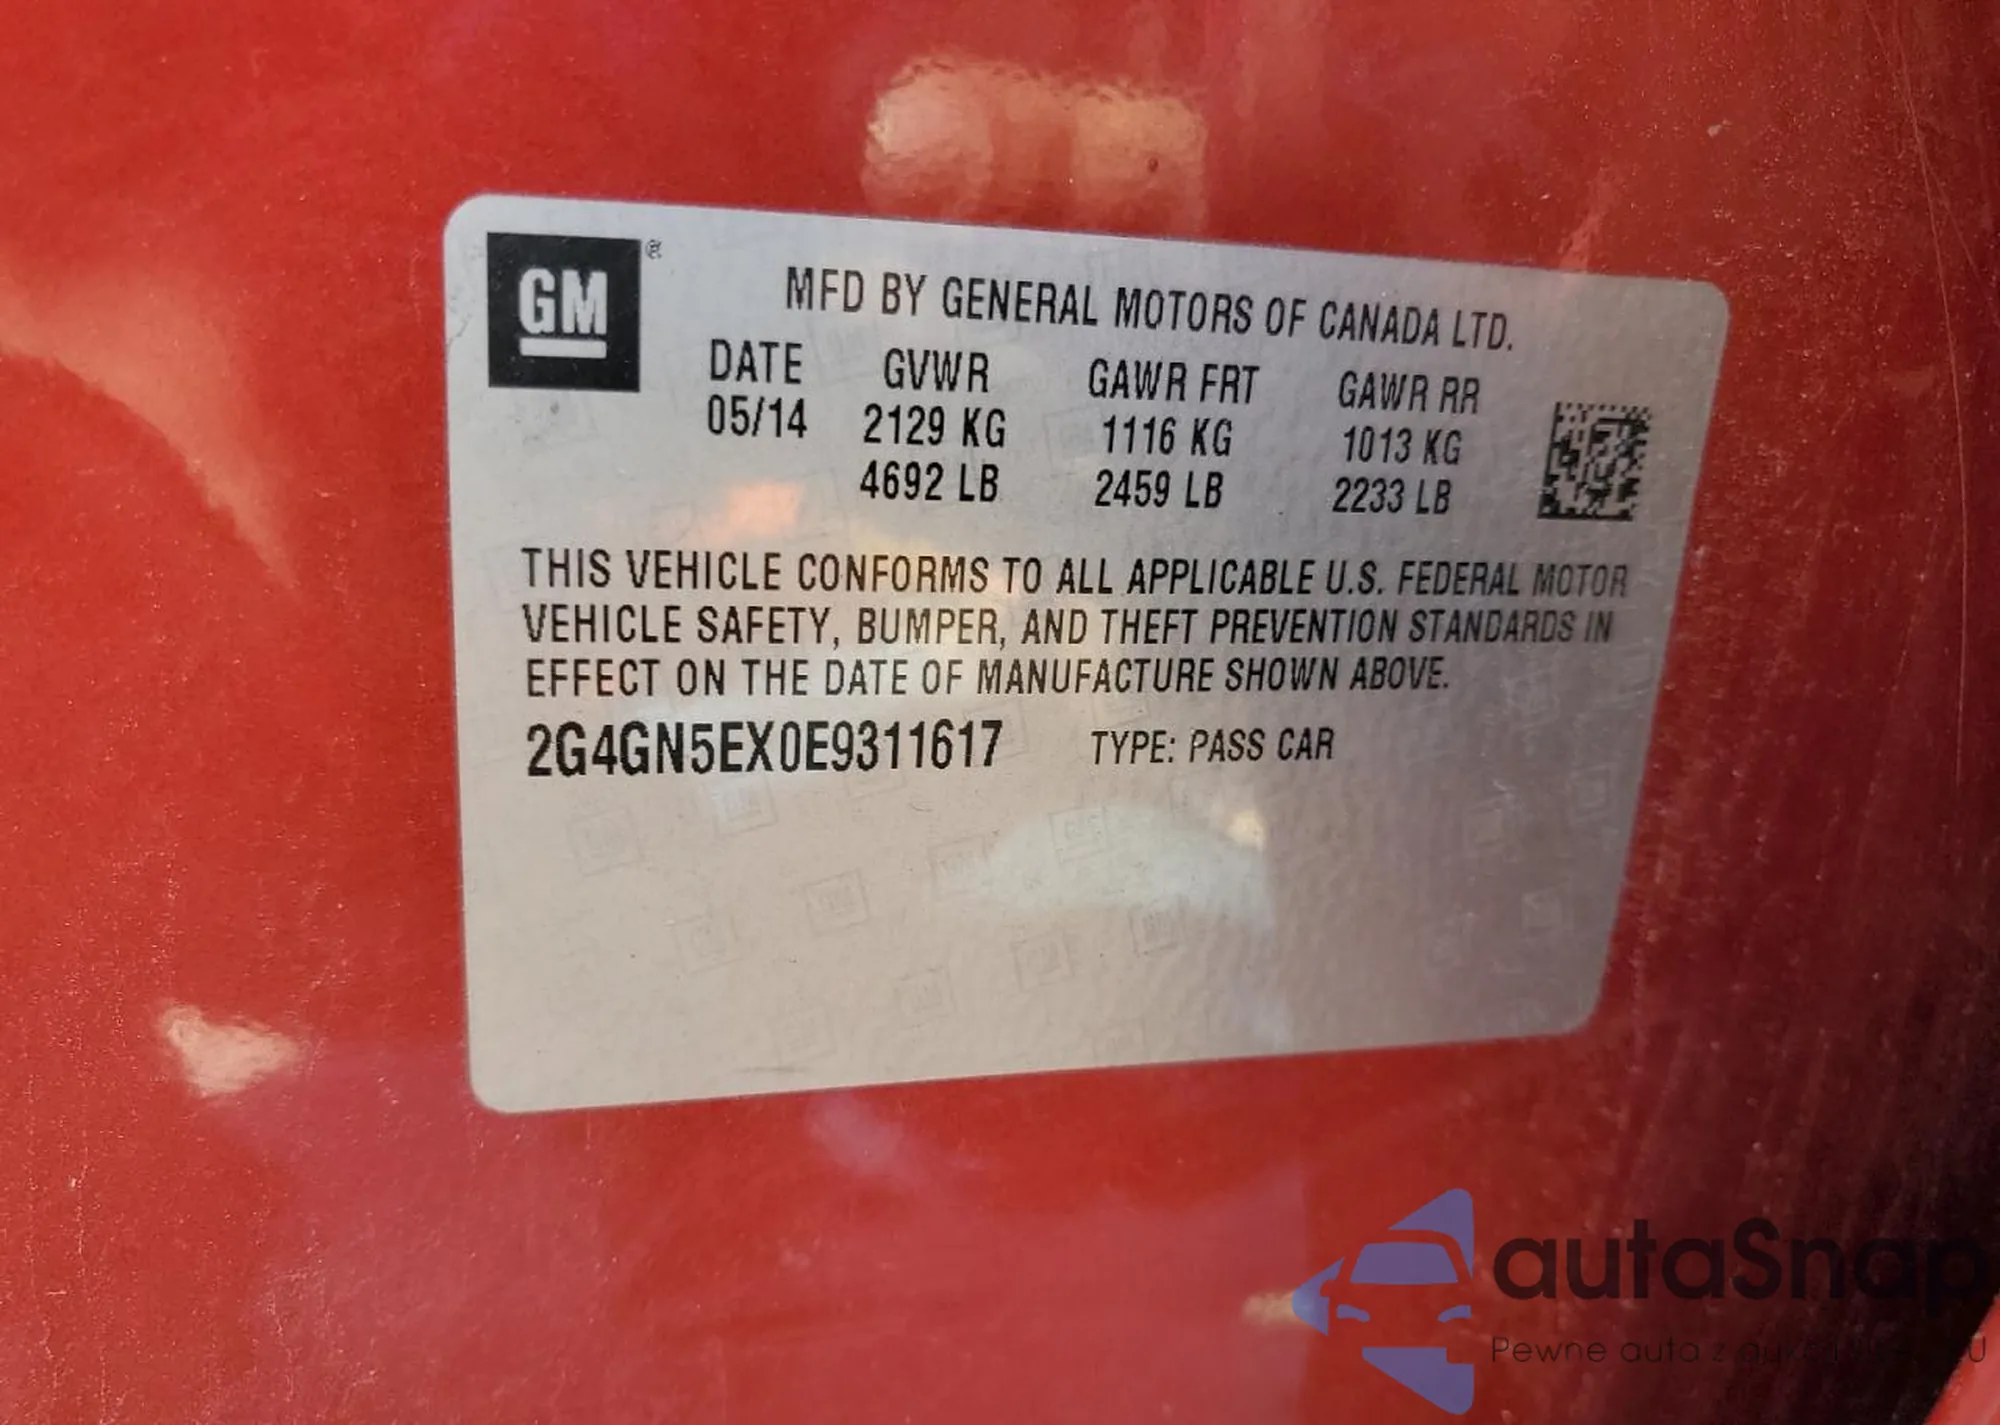 GM ®
MFD BY GENERAL MOTORS OF CANADA LTD.
DATE GVWR GAWR FRT GAWR RR
05/14 2129 KG 1116 KG 1013 KG
4692 LB 2459 LB 2233 LB
THIS VEHICLE CONFORMS TO ALL APPLICABLE U.S. FEDERAL MOTOR
VEHICLE SAFETY, BUMPER, AND THEFT PREVENTION STANDARDS IN
EFFECT ON THE DATE OF MANUFACTURE SHOWN ABOVE.
2G4GN5EX0E9311617 TYPE: PASS CAR
autaSnap
Pewne auta z